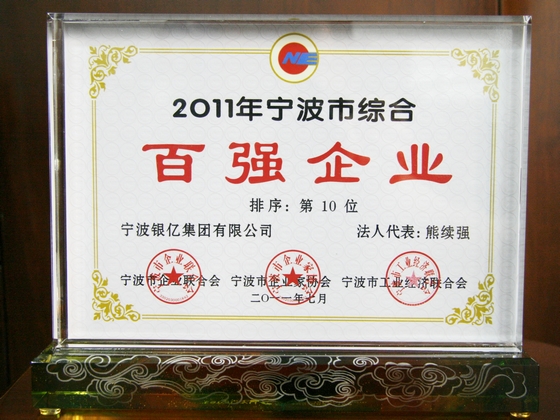 NE
2011年宁波市综合
百强企业
排序：第 10 位
宁波银亿集团有限公司 法人代表：熊续强
宁波市企业联合会 宁波市企业家协会 宁波市工业经济联合会
二〇一一年七月